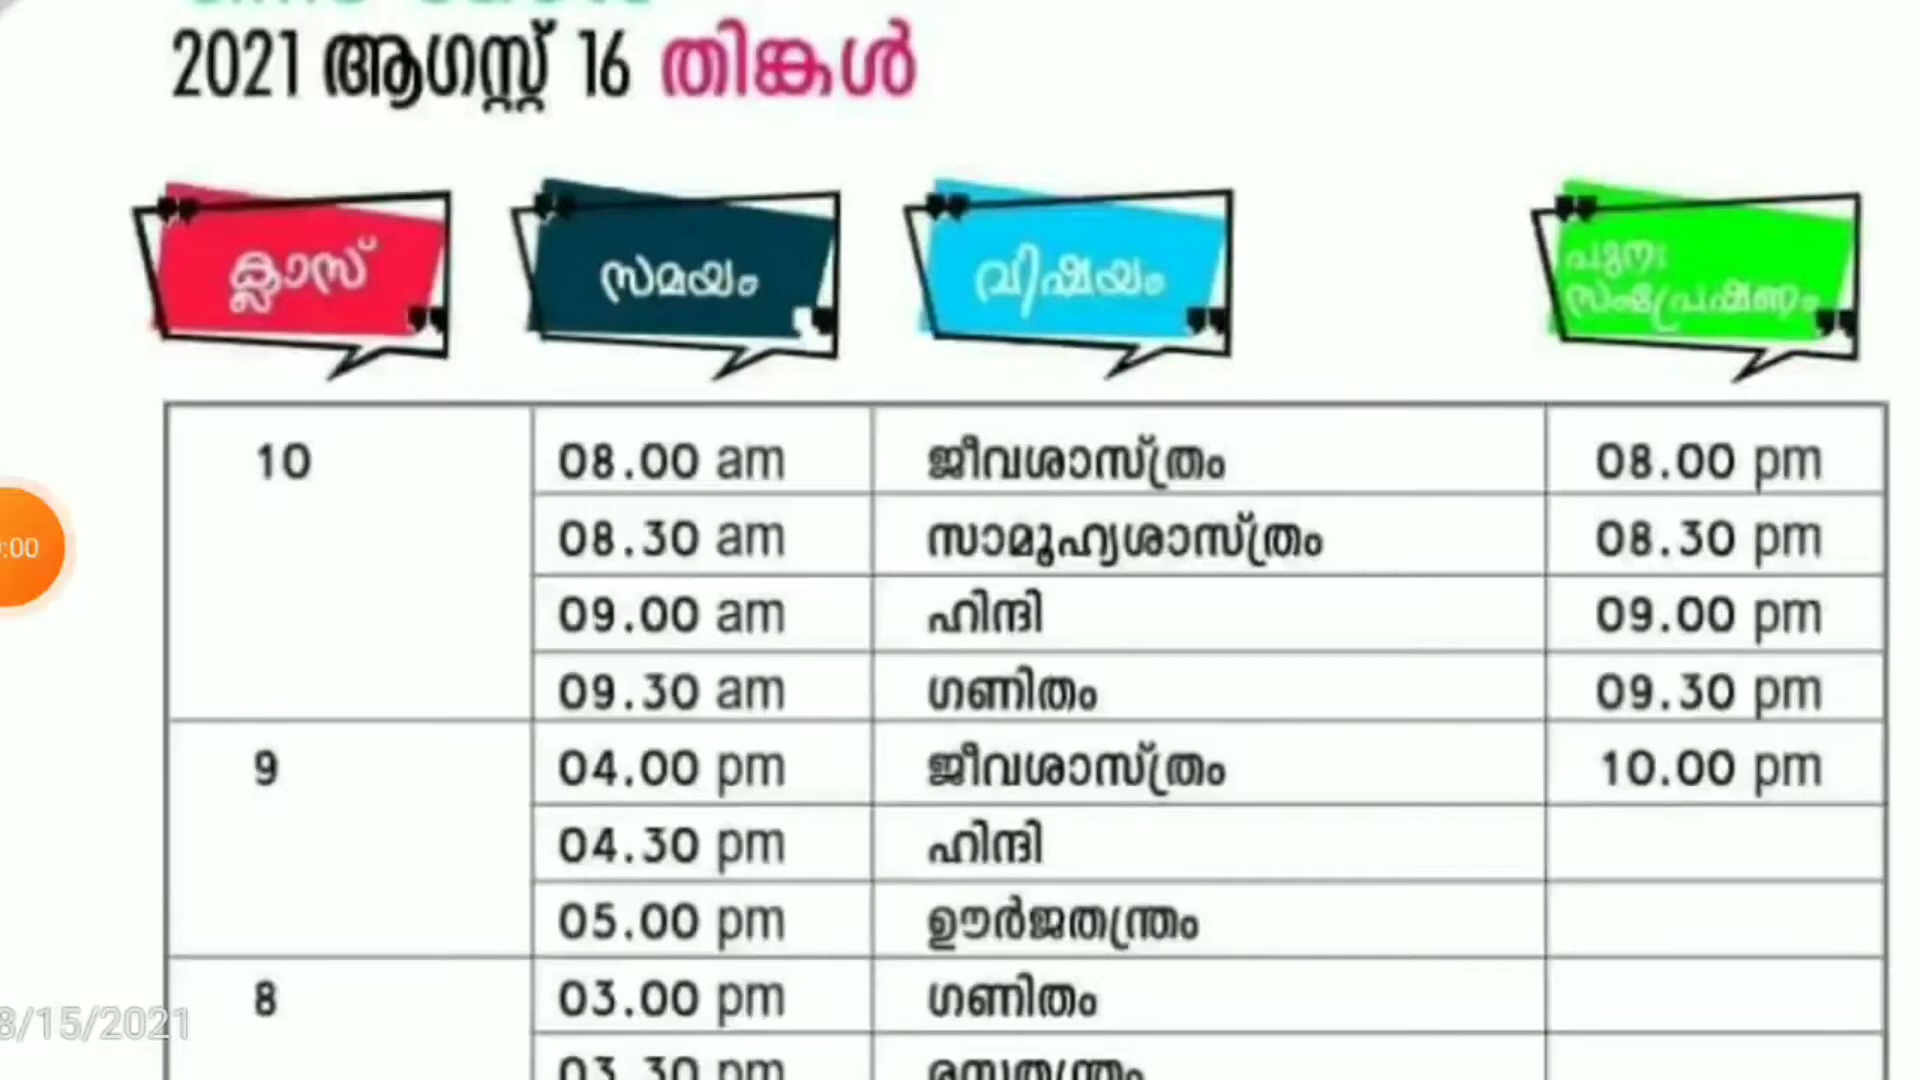 2021 ആഗസ്റ്റ് 16 തിങ്കൾ
ക്ലാസ് സമയം വിഷയം പുനഃ
സംപ്രേഷണം
10 08.00 am ജീവശാസ്ത്രം 08.00 pm
08.30 am സാമൂഹ്യശാസ്ത്രം 08.30 pm
09.00 am ഹിന്ദി 09.00 pm
09.30 am ഗണിതം 09.30 pm
9 04.00 pm ജീവശാസ്ത്രം 10.00 pm
04.30 pm ഹിന്ദി
05.00 pm ഊർജതന്ത്രം
8 03.00 pm ഗണിതം
03.30 pm രസതന്ത്രം
:00
8/15/2021